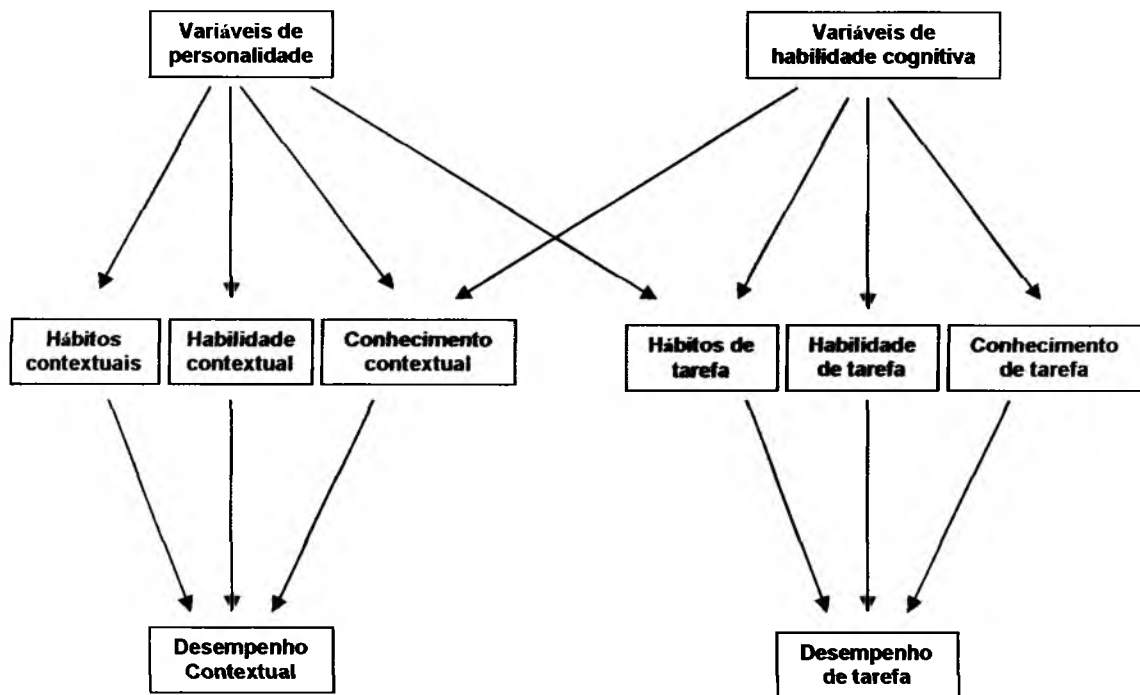 Variáveis de
personalidade
Variáveis de
habilidade cognitiva
Hábitos
contextuais
Habilidade
contextual
Conhecimento
contextual
Hábitos de
tarefa
Habilidade
de tarefa
Conhecimento
de tarefa
Desempenho
Contextual
Desempenho
de tarefa